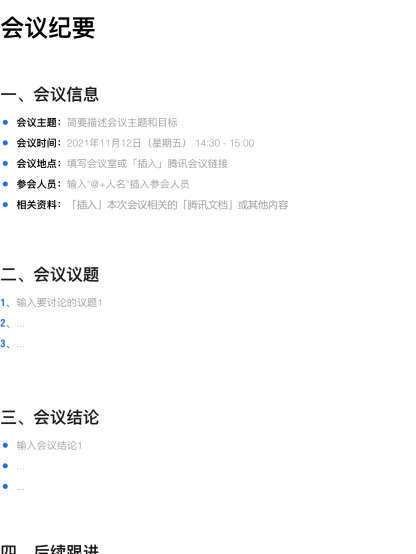 会议纪要
一、会议信息
会议主题：简要描述会议主题和目标
会议时间：2021年11月12日（星期五） 14:30 - 15:00
会议地点：填写会议室或「插入」腾讯会议链接
参会人员：输入“@+人名”插入参会人员
相关资料：「插入」本次会议相关的「腾讯文档」或其他内容
二、会议议题
1、输入要讨论的议题1
2、...
3、...
三、会议结论
输入会议结论1
...
...
四、后续跟进